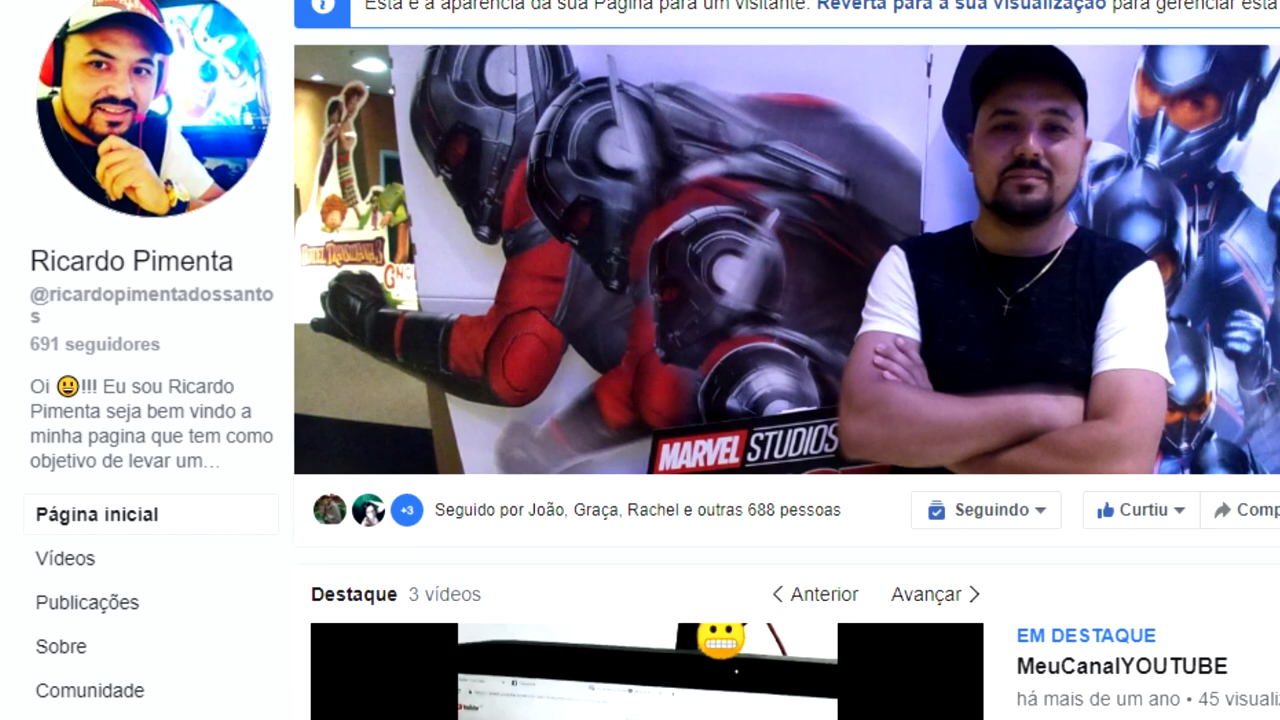 Esta é a aparência da sua Página para um visitante. Reverta para a sua visualização para gerenciar esta
MARVEL STUDIOS
Ricardo Pimenta
@ricardopimentadossanto
s
691 seguidores
Oi 😃!!! Eu sou Ricardo
Pimenta seja bem vindo a
minha pagina que tem como
objetivo de levar um...
Página inicial
Vídeos
Publicações
Sobre
Comunidade
+3 Seguido por João, Graça, Rachel e outras 688 pessoas
Seguindo
Curtiu
Comp
Destaque 3 vídeos
Anterior
Avançar
EM DESTAQUE
MeuCanalYOUTUBE
há mais de um ano • 45 visuali